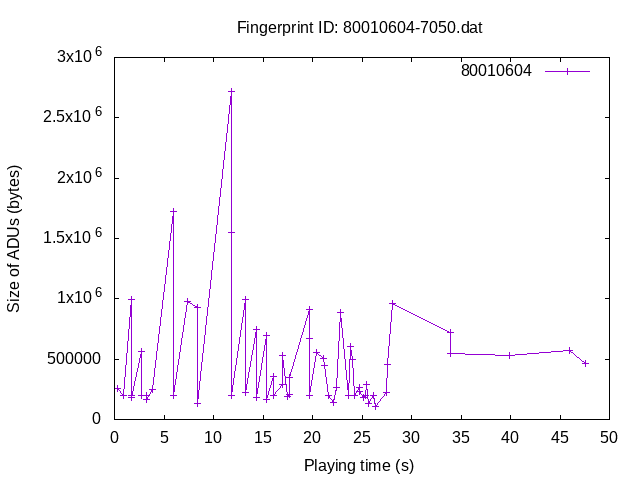 Fingerprint ID: 80010604-7050.dat
80010604
3x10^6
2.5x10^6
2x10^6
1.5x10^6
1x10^6
500000
0
Size of ADUs (bytes)
0 5 10 15 20 25 30 35 40 45 50
Playing time (s)